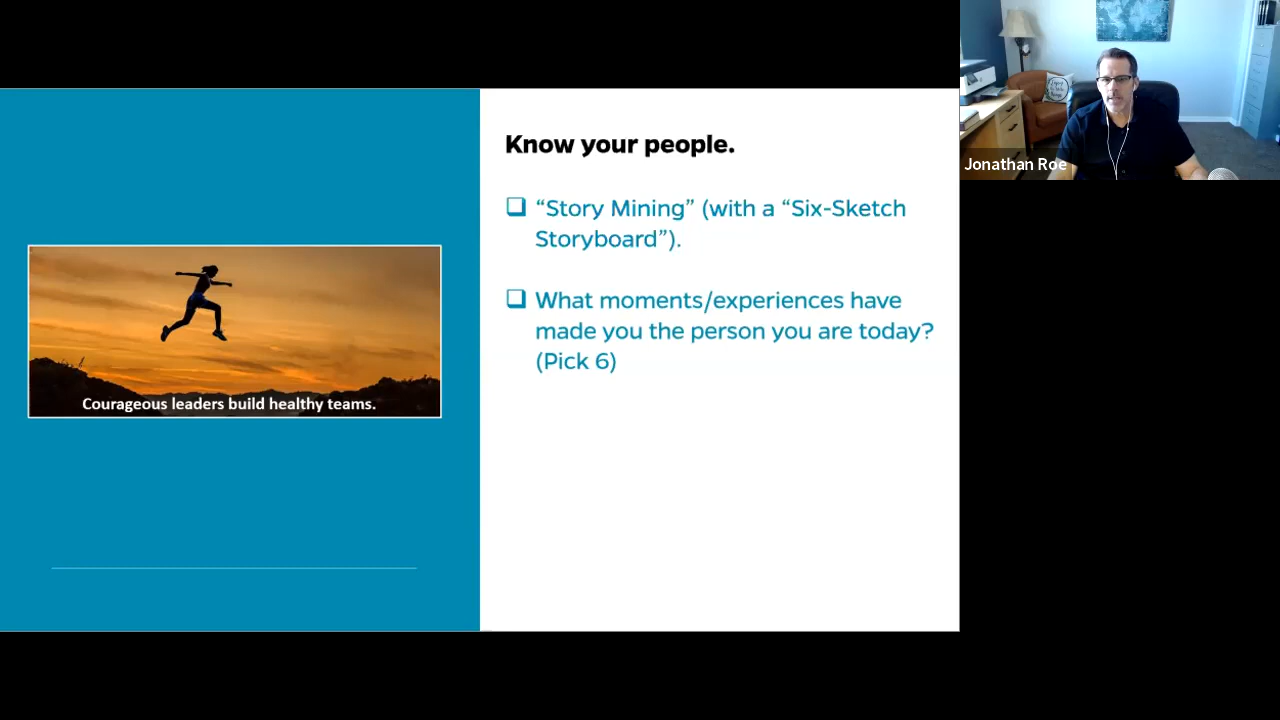 Know your people.
“Story Mining” (with a “Six-Sketch
Storyboard”).
What moments/experiences have
made you the person you are today?
(Pick 6)
Courageous leaders build healthy teams.
Jonathan Roe